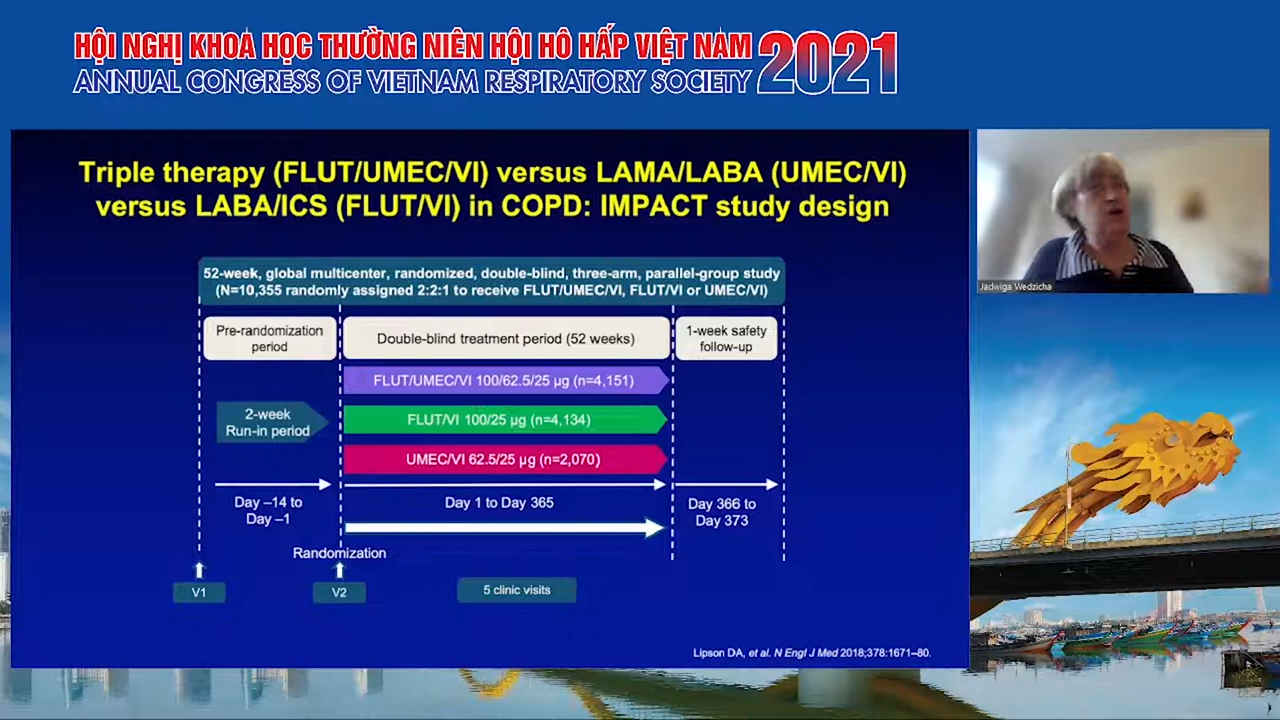 HỘI NGHỊ KHOA HỌC THƯỜNG NIÊN HỘI HÔ HẤP VIỆT NAM 2021
ANNUAL CONGRESS OF VIETNAM RESPIRATORY SOCIETY
Triple therapy (FLUT/UMEC/VI) versus LAMA/LABA (UMEC/VI)
versus LABA/ICS (FLUT/VI) in COPD: IMPACT study design
52-week, global multicenter, randomized, double-blind, three-arm, parallel-group study
(N=10,355 randomly assigned 2:2:1 to receive FLUT/UMEC/VI, FLUT/VI or UMEC/VI)
Pre-randomization
period
Double-blind treatment period (52 weeks)
1-week safety
follow-up
FLUT/UMEC/VI 100/62.5/25 µg (n=4,151)
2-week
Run-in period
FLUT/VI 100/25 µg (n=4,134)
UMEC/VI 62.5/25 µg (n=2,070)
Day –14 to
Day –1
Day 1 to Day 365
Day 366 to
Day 373
Randomization
V1
V2
5 clinic visits
Lipson DA, et al. N Engl J Med 2018;378:1671–80.
Jadwiga Wedzicha